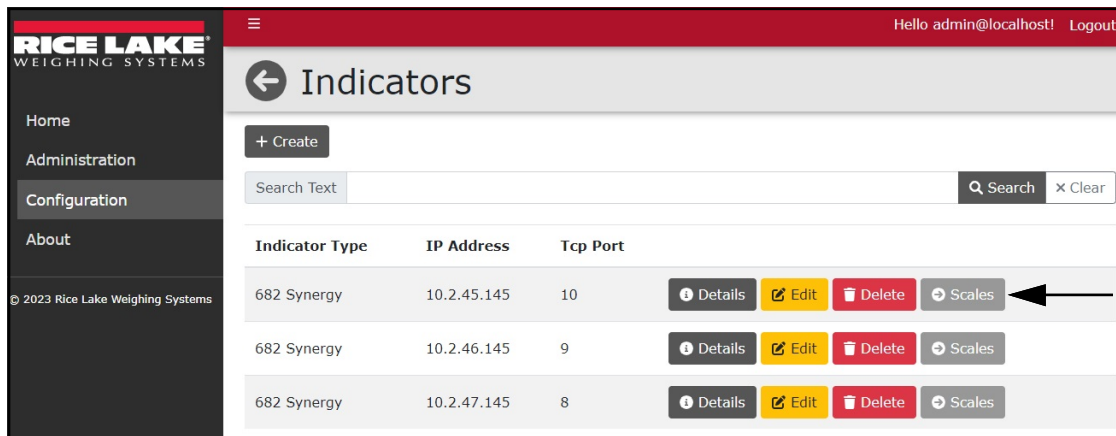 RICE LAKE®
WEIGHING SYSTEMS
Home
Administration
Configuration
About
© 2023 Rice Lake Weighing Systems
Hello admin@localhost! Logout
Indicators
+ Create
Search Text Search × Clear
Indicator Type IP Address Tcp Port
682 Synergy 10.2.45.145 10 Details Edit Delete Scales
682 Synergy 10.2.46.145 9 Details Edit Delete Scales
682 Synergy 10.2.47.145 8 Details Edit Delete Scales